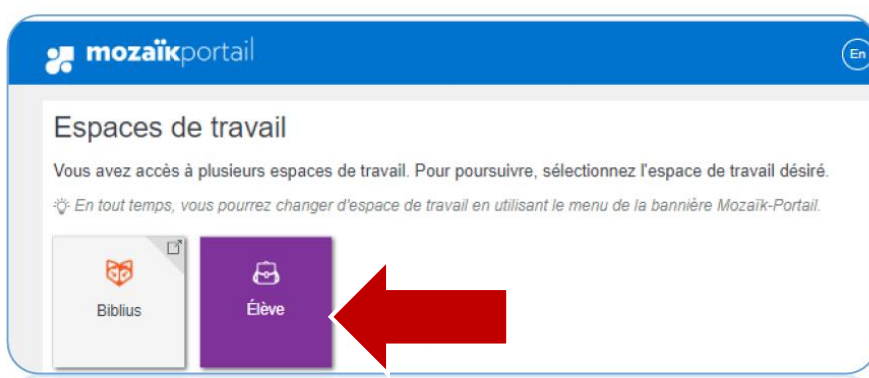 mozaïkportail
En
Espaces de travail
Vous avez accès à plusieurs espaces de travail. Pour poursuivre, sélectionnez l'espace de travail désiré.
En tout temps, vous pourrez changer d'espace de travail en utilisant le menu de la bannière Mozaïk-Portail.
Biblius
Élève